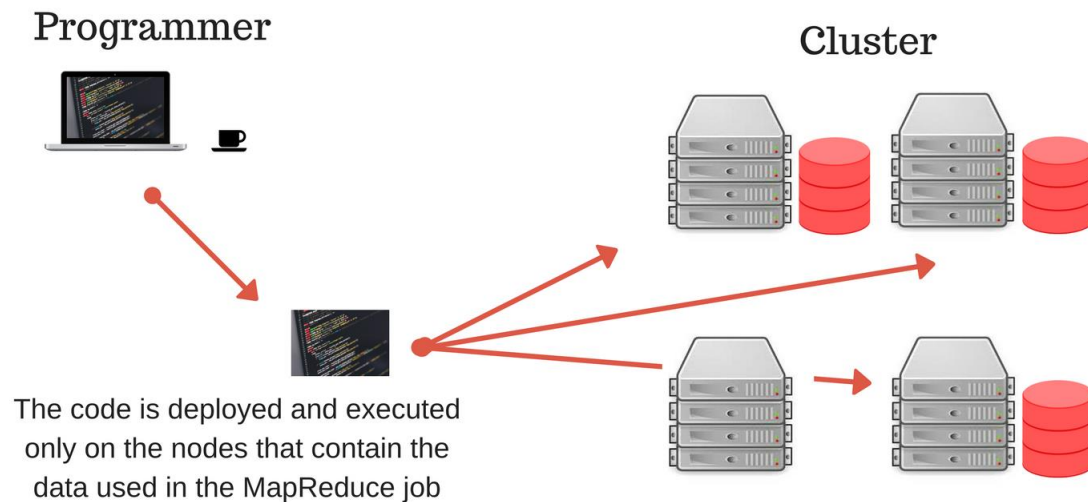 Programmer
Cluster
The code is deployed and executed
only on the nodes that contain the
data used in the MapReduce job